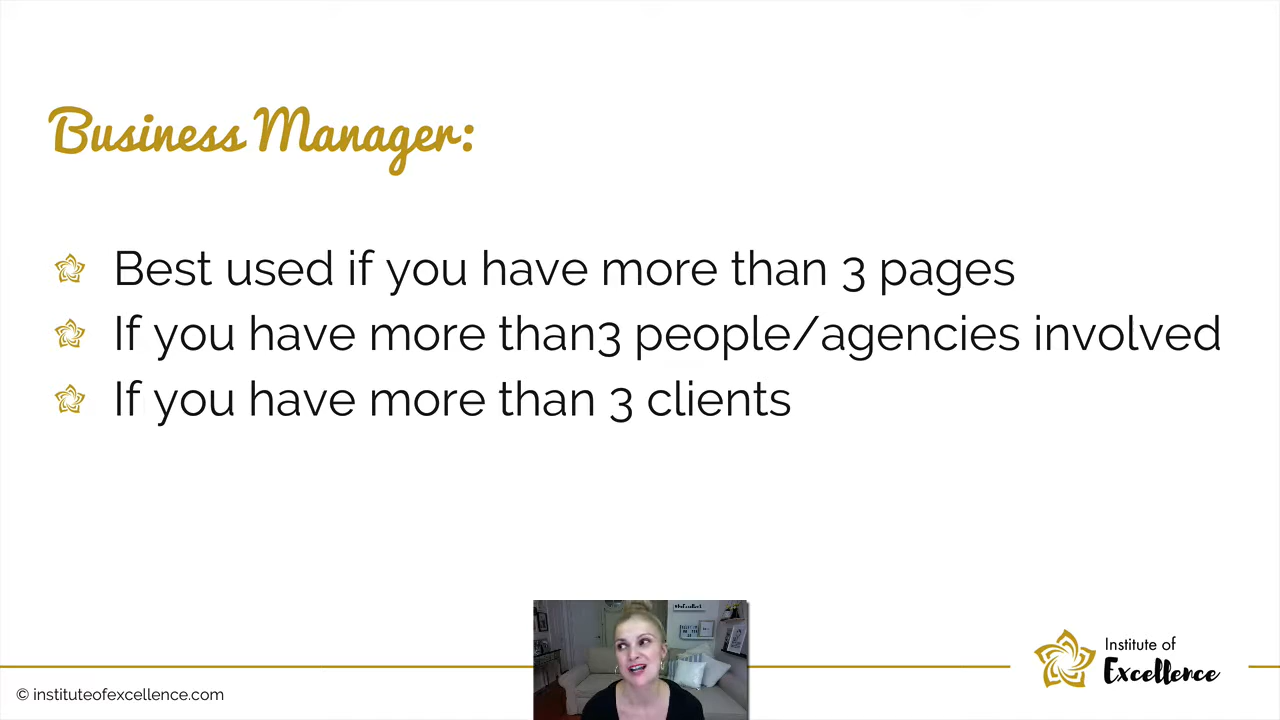 Business Manager:
Best used if you have more than 3 pages
If you have more than3 people/agencies involved
If you have more than 3 clients
Institute of
Excellence
© instituteofexcellence.com